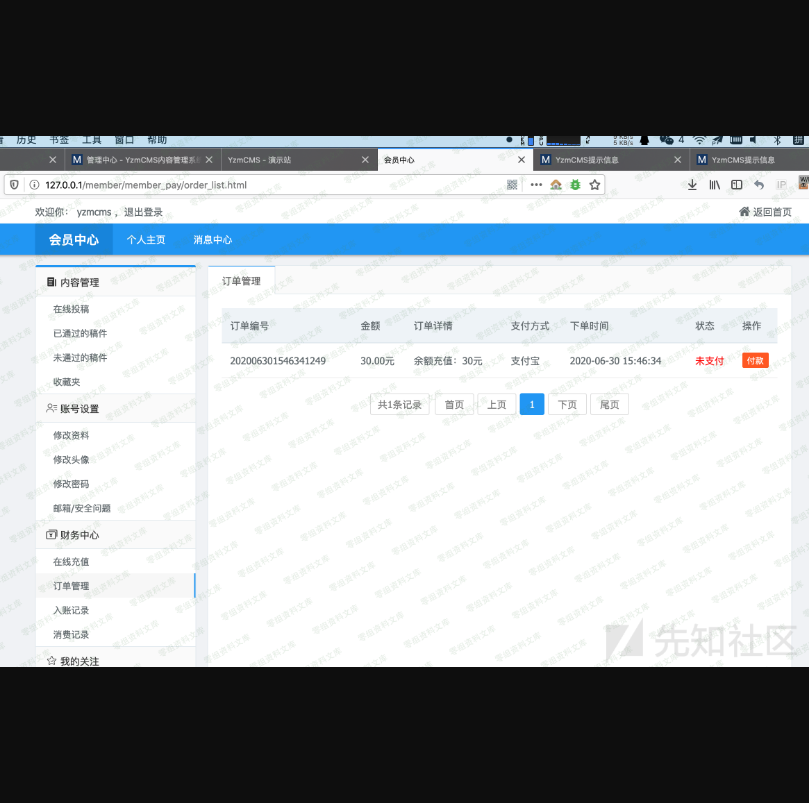 历史 书签 工具 窗口 帮助
管理中心 - YzmCMS内容管理系 YzmCMS - 演示站 会员中心 YzmCMS提示信息 YzmCMS提示信息
127.0.0.1/member/member_pay/order_list.html
欢迎你: yzmcms , 退出登录 返回首页
会员中心 个人主页 消息中心
内容管理 订单管理
在线投稿
已通过的稿件
未通过的稿件
收藏夹
账号设置
修改资料
修改头像
修改密码
邮箱/安全问题
财务中心
在线充值
订单管理
入账记录
消费记录
我的关注
订单编号 金额 订单详情 支付方式 下单时间 状态 操作
202006301546341249 30.00元 余额充值：30元 支付宝 2020-06-30 15:46:34 未支付 付款
共1条记录 首页 上页 1 下页 尾页
零组资料文库
先知社区